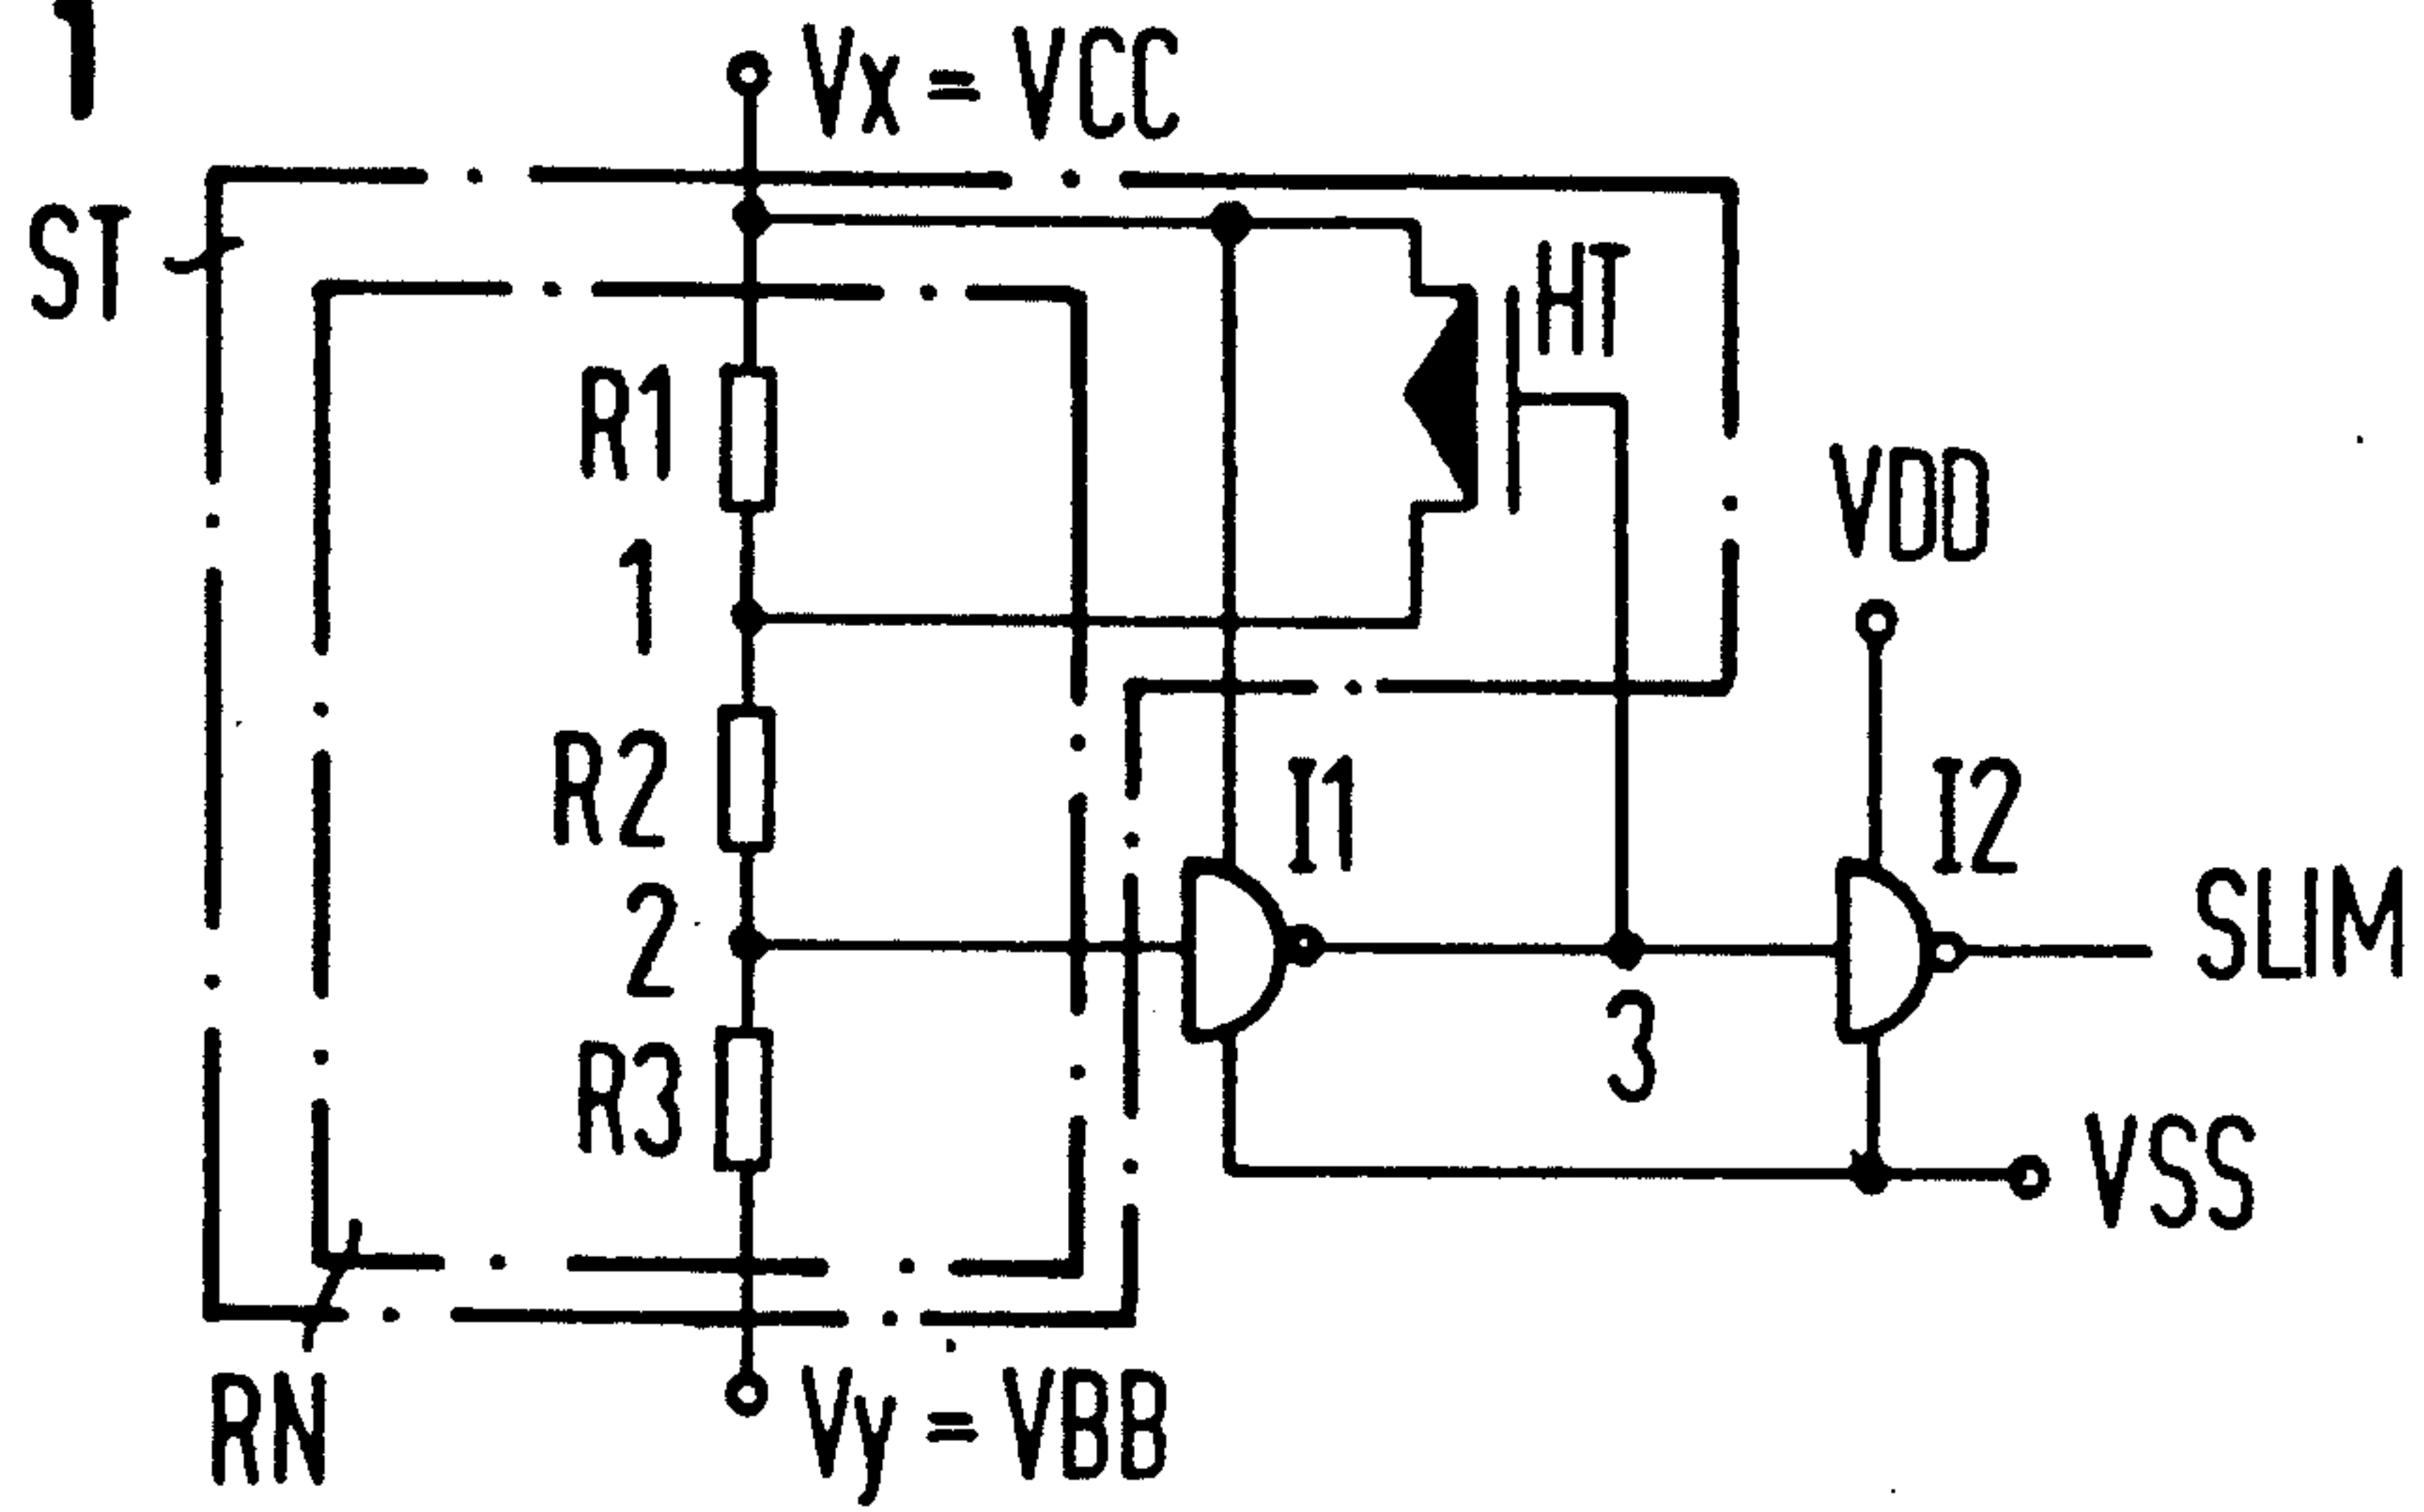 1
Vx = VCC
ST
HT
R1
VDD
1
R2
I1
I2
SLIM
2
3
R3
VSS
RN
Vy = VBB